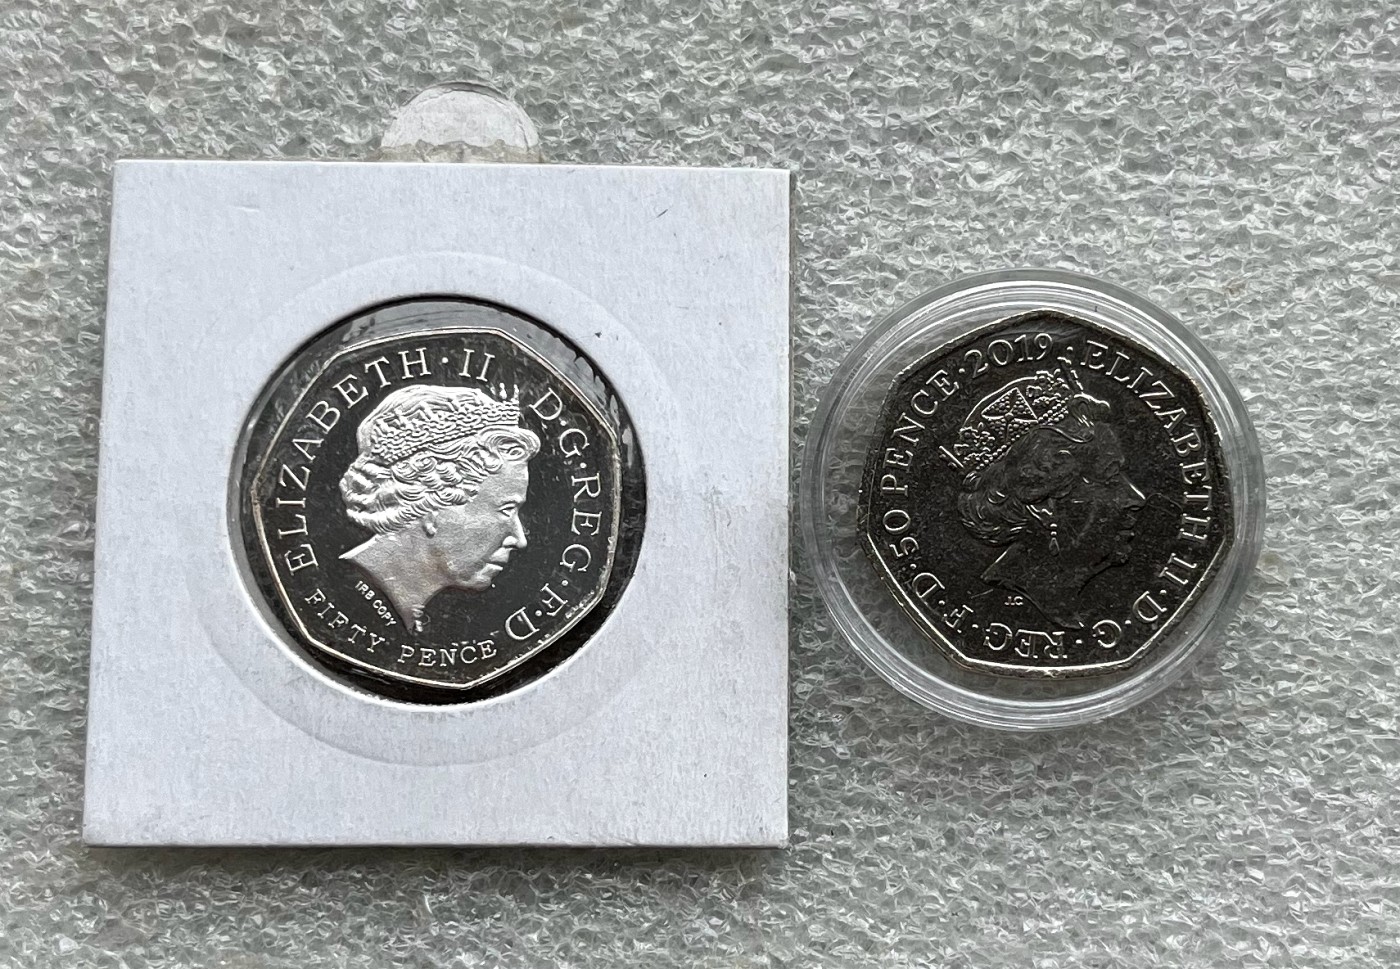 ELIZABETH · II D · G · REG · F · D
FIFTY PENCE
IRB COPY
ELIZABETH II · D · G · REG · F · D · 50 PENCE · 2019 ·
J.C